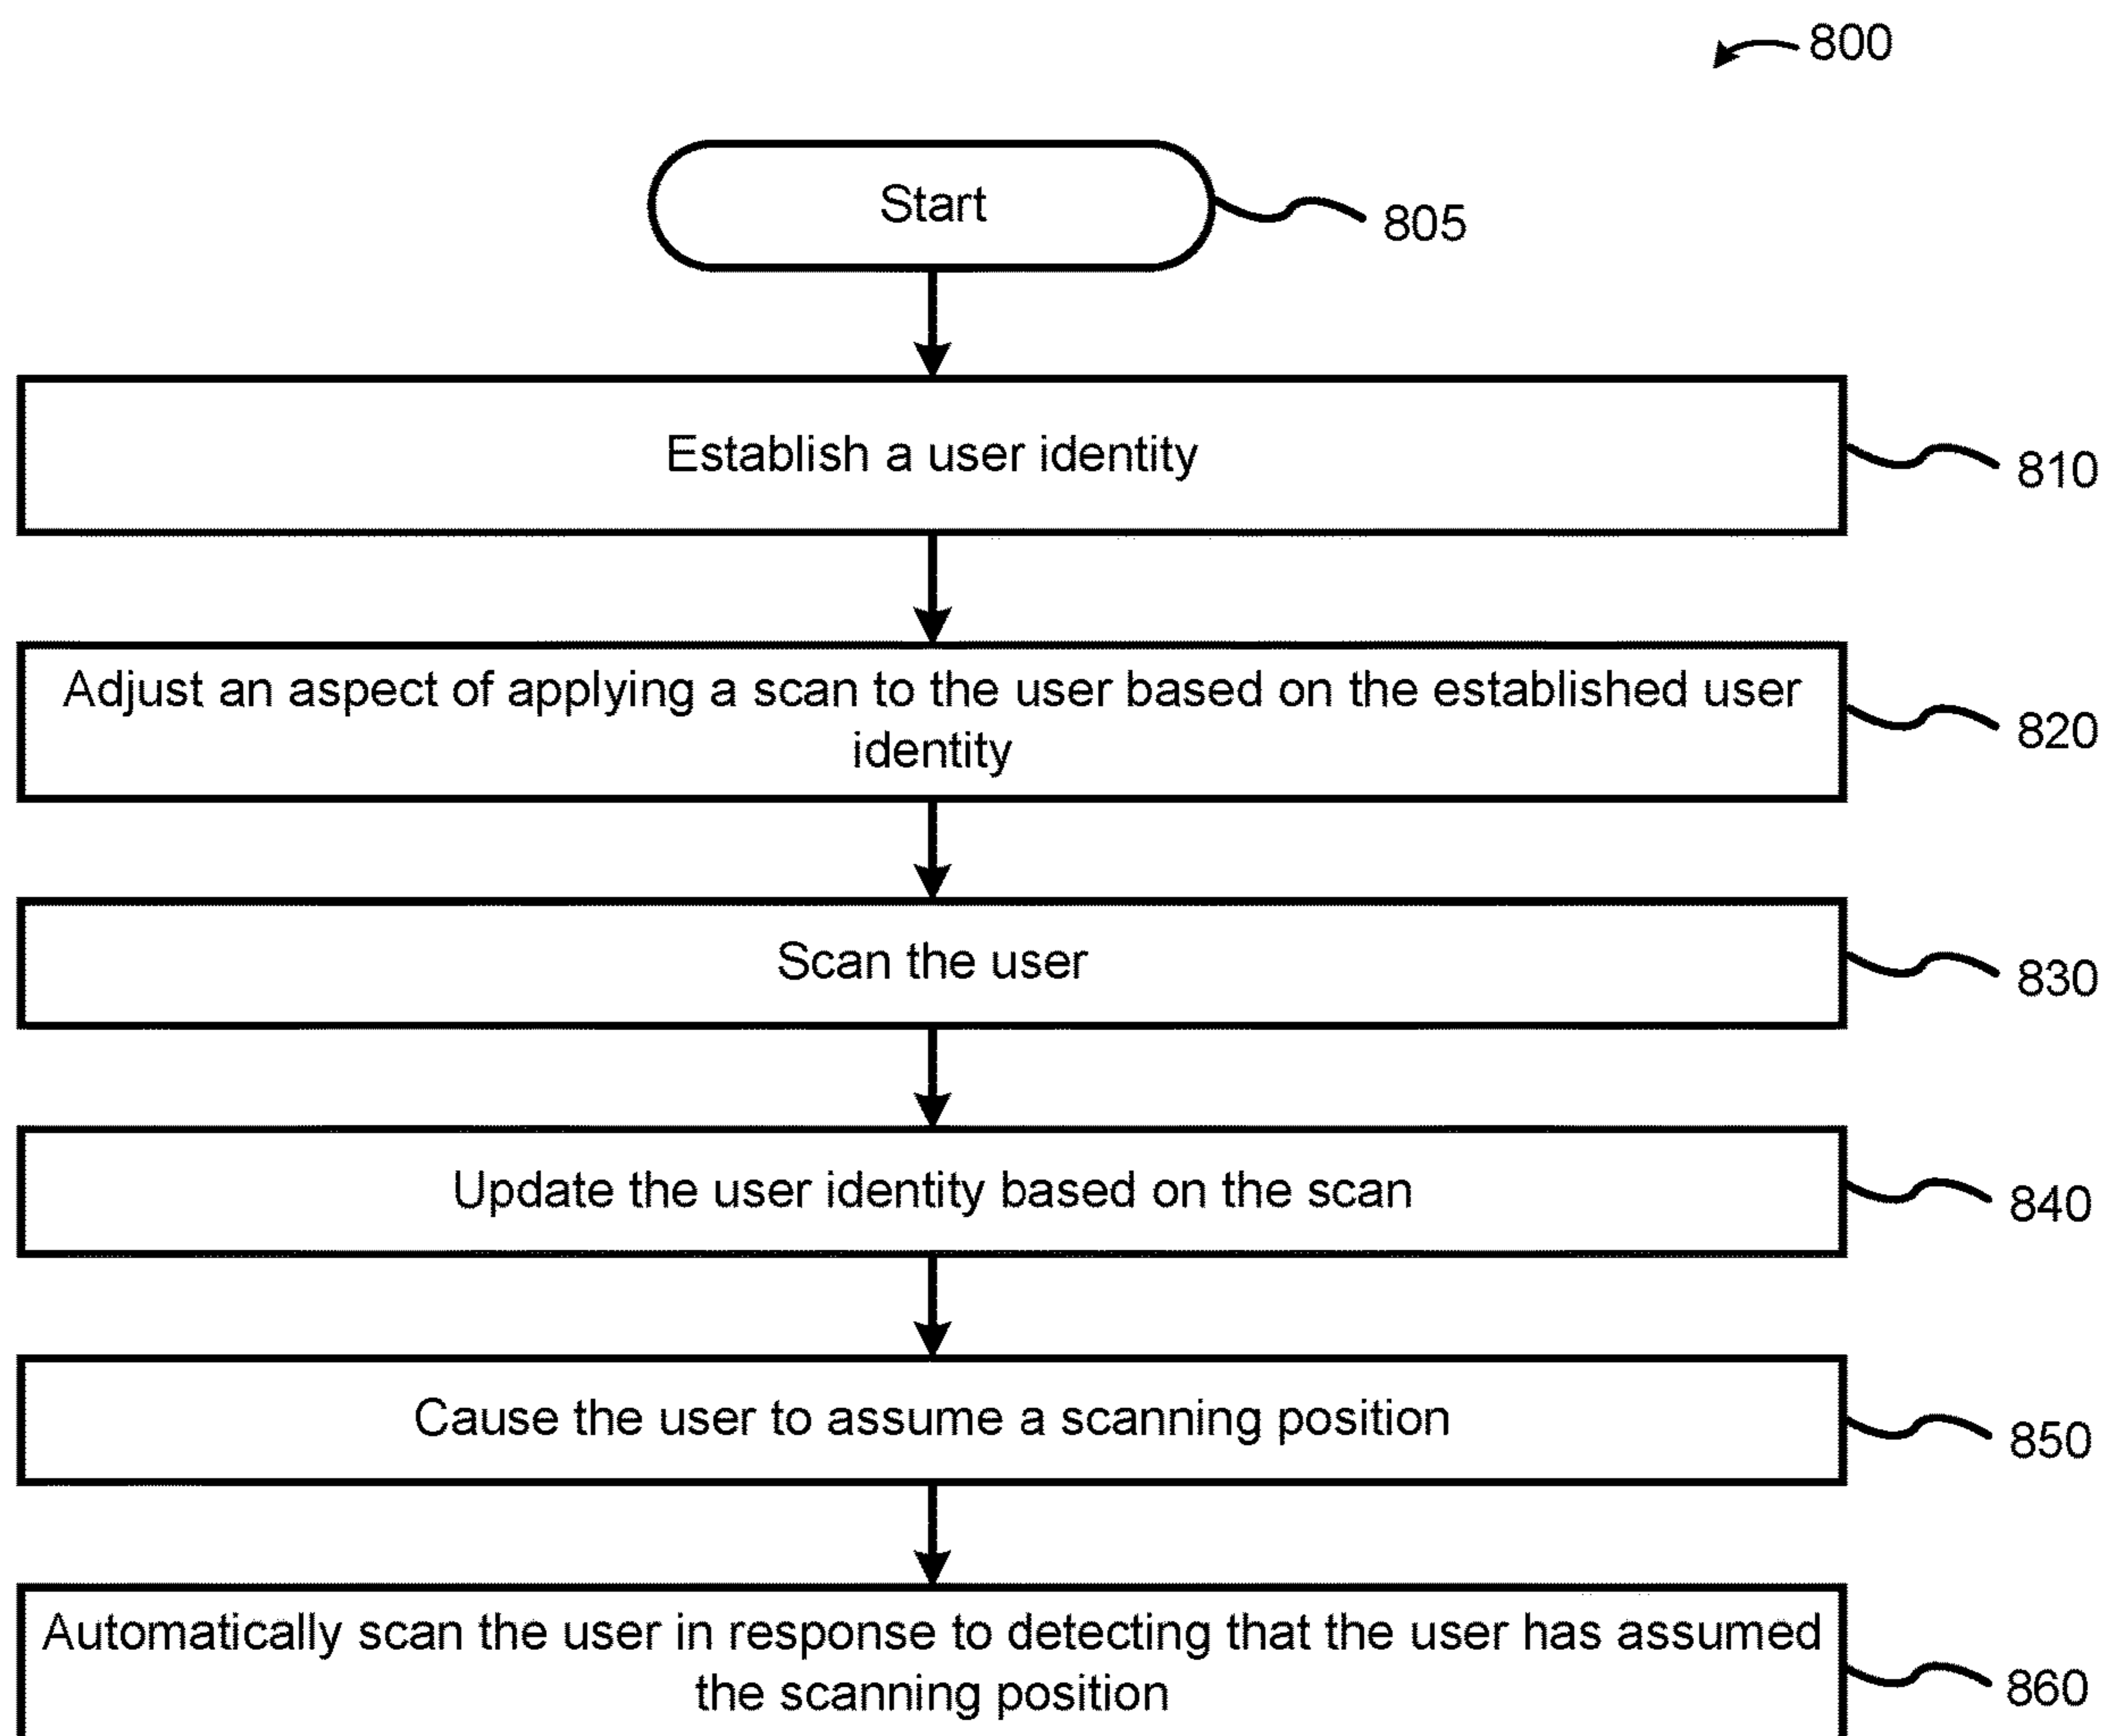 800
Start
805
Establish a user identity
810
Adjust an aspect of applying a scan to the user based on the established user
identity
820
Scan the user
830
Update the user identity based on the scan
840
Cause the user to assume a scanning position
850
Automatically scan the user in response to detecting that the user has assumed
the scanning position
860